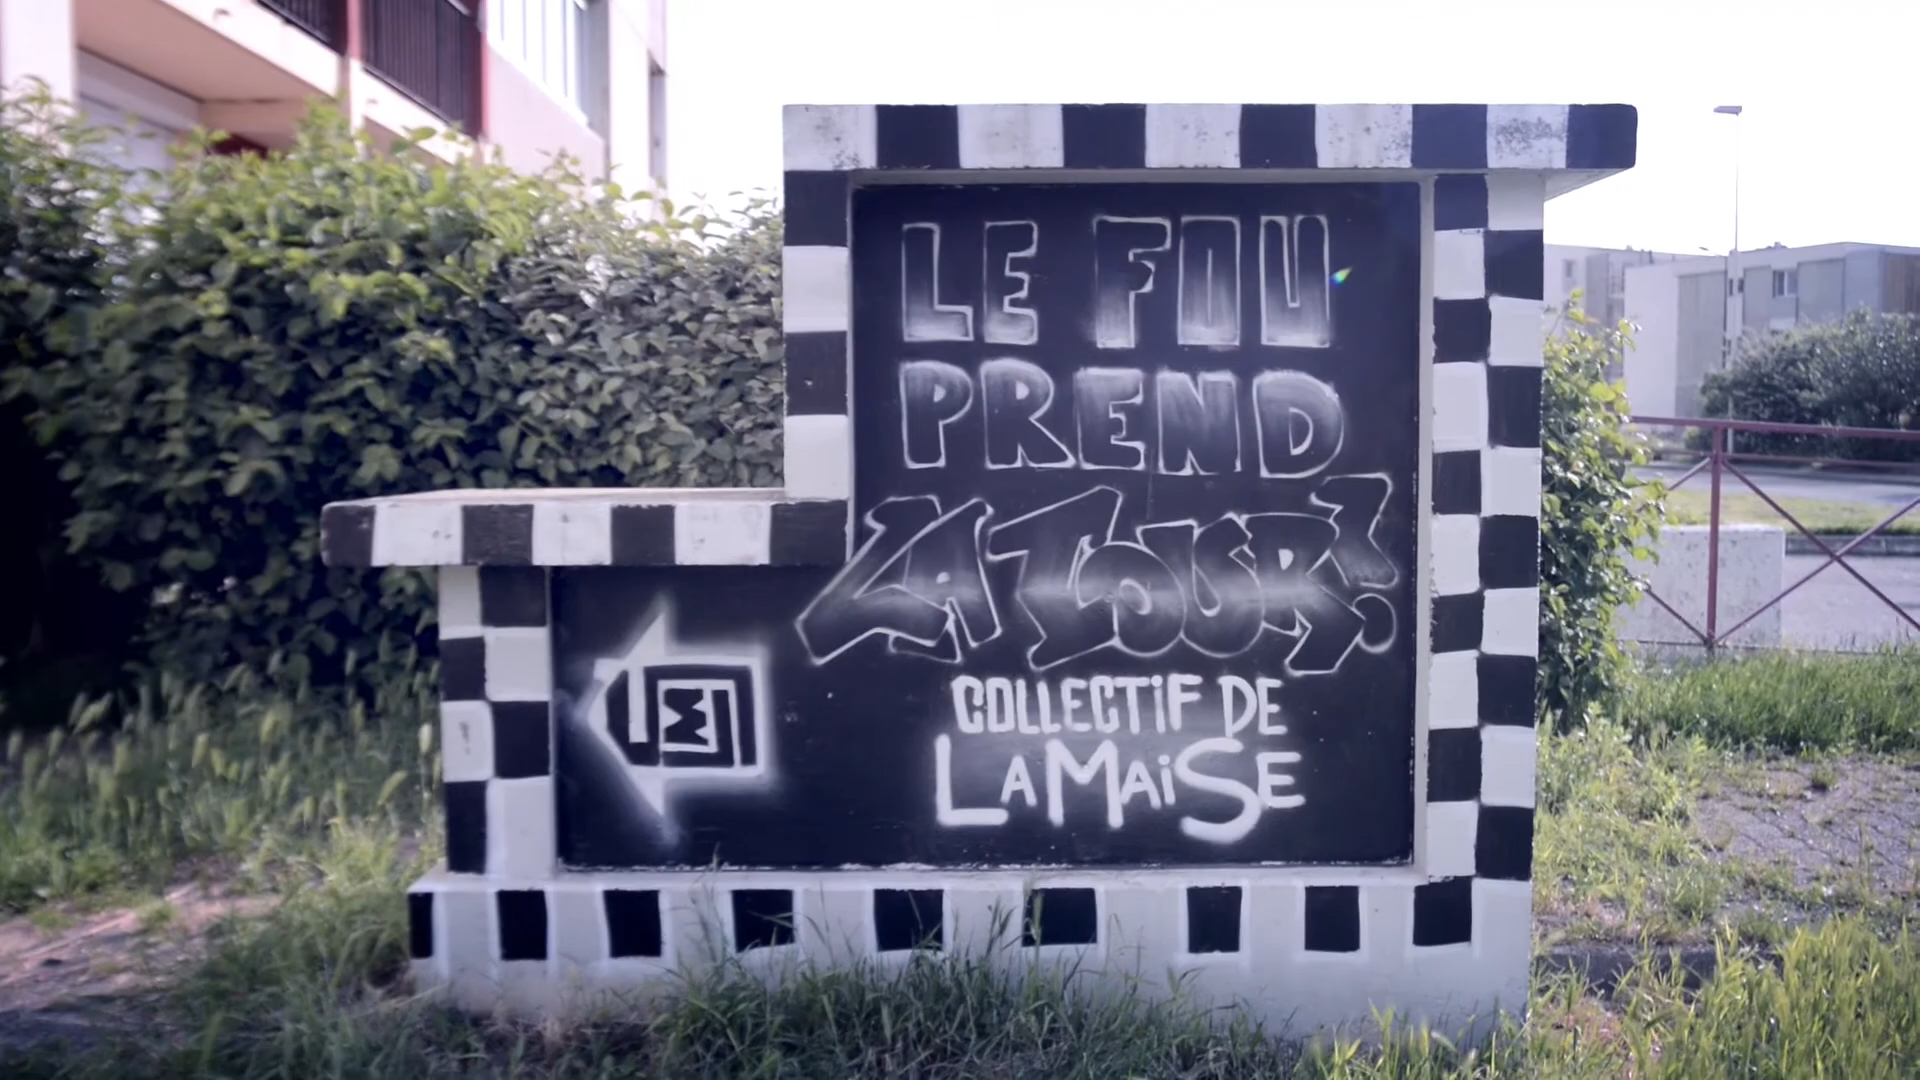 LE FOU
PREND
LA TOUR!
COLLECTiF DE
LAMAiSE